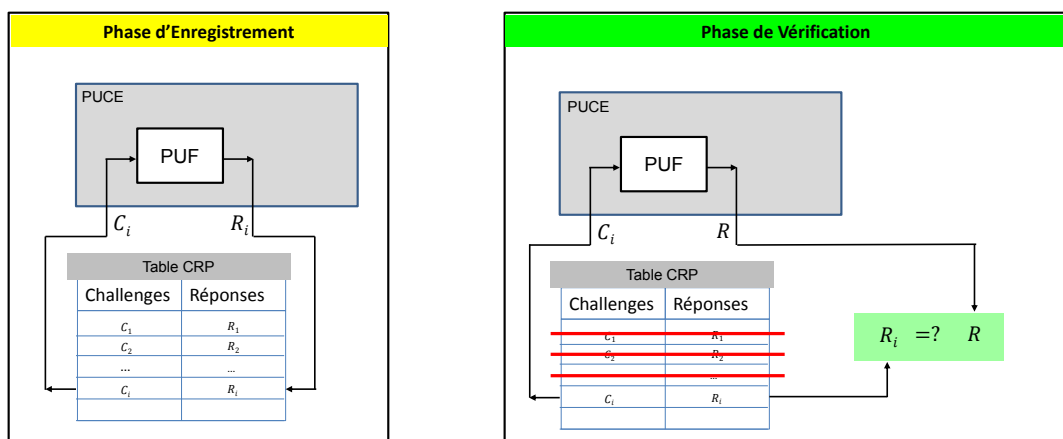 Phase d'Enregistrement
PUCE
PUF
C_i R_i
Table CRP
Challenges Réponses
C_1 R_1
C_2 R_2
... ...
C_i R_i
Phase de Vérification
PUCE
PUF
C_i R
Table CRP
Challenges Réponses
C_1 R_1
C_2 R_2
...
C_i R_i
R_i =? R